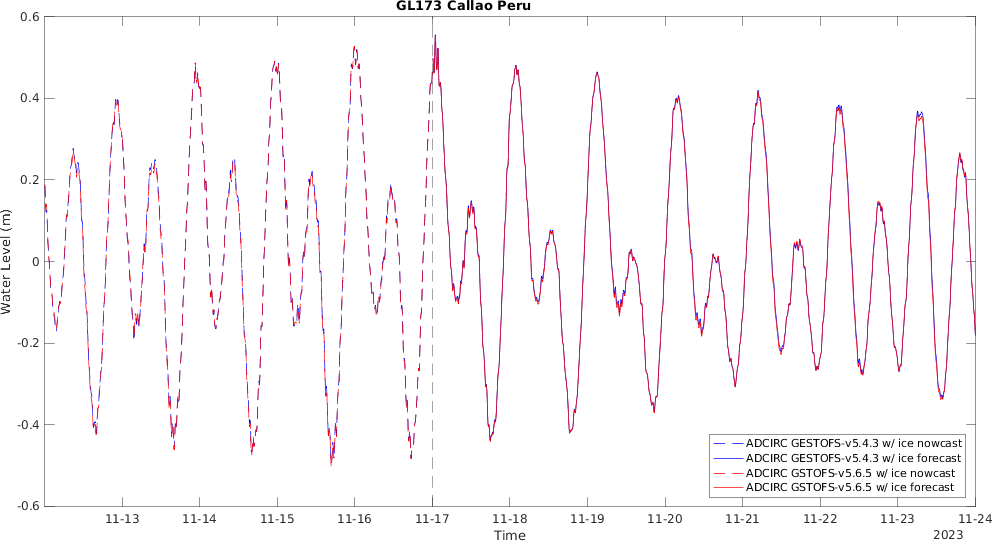 GL173 Callao Peru
0.6
0.4
0.2
0
-0.2
-0.4
-0.6
Water Level (m)
ADCIRC GESTOFS-v5.4.3 w/ ice nowcast
ADCIRC GESTOFS-v5.4.3 w/ ice forecast
ADCIRC GSTOFS-v5.6.5 w/ ice nowcast
ADCIRC GSTOFS-v5.6.5 w/ ice forecast
11-13 11-14 11-15 11-16 11-17 11-18 11-19 11-20 11-21 11-22 11-23 11-24
Time
2023